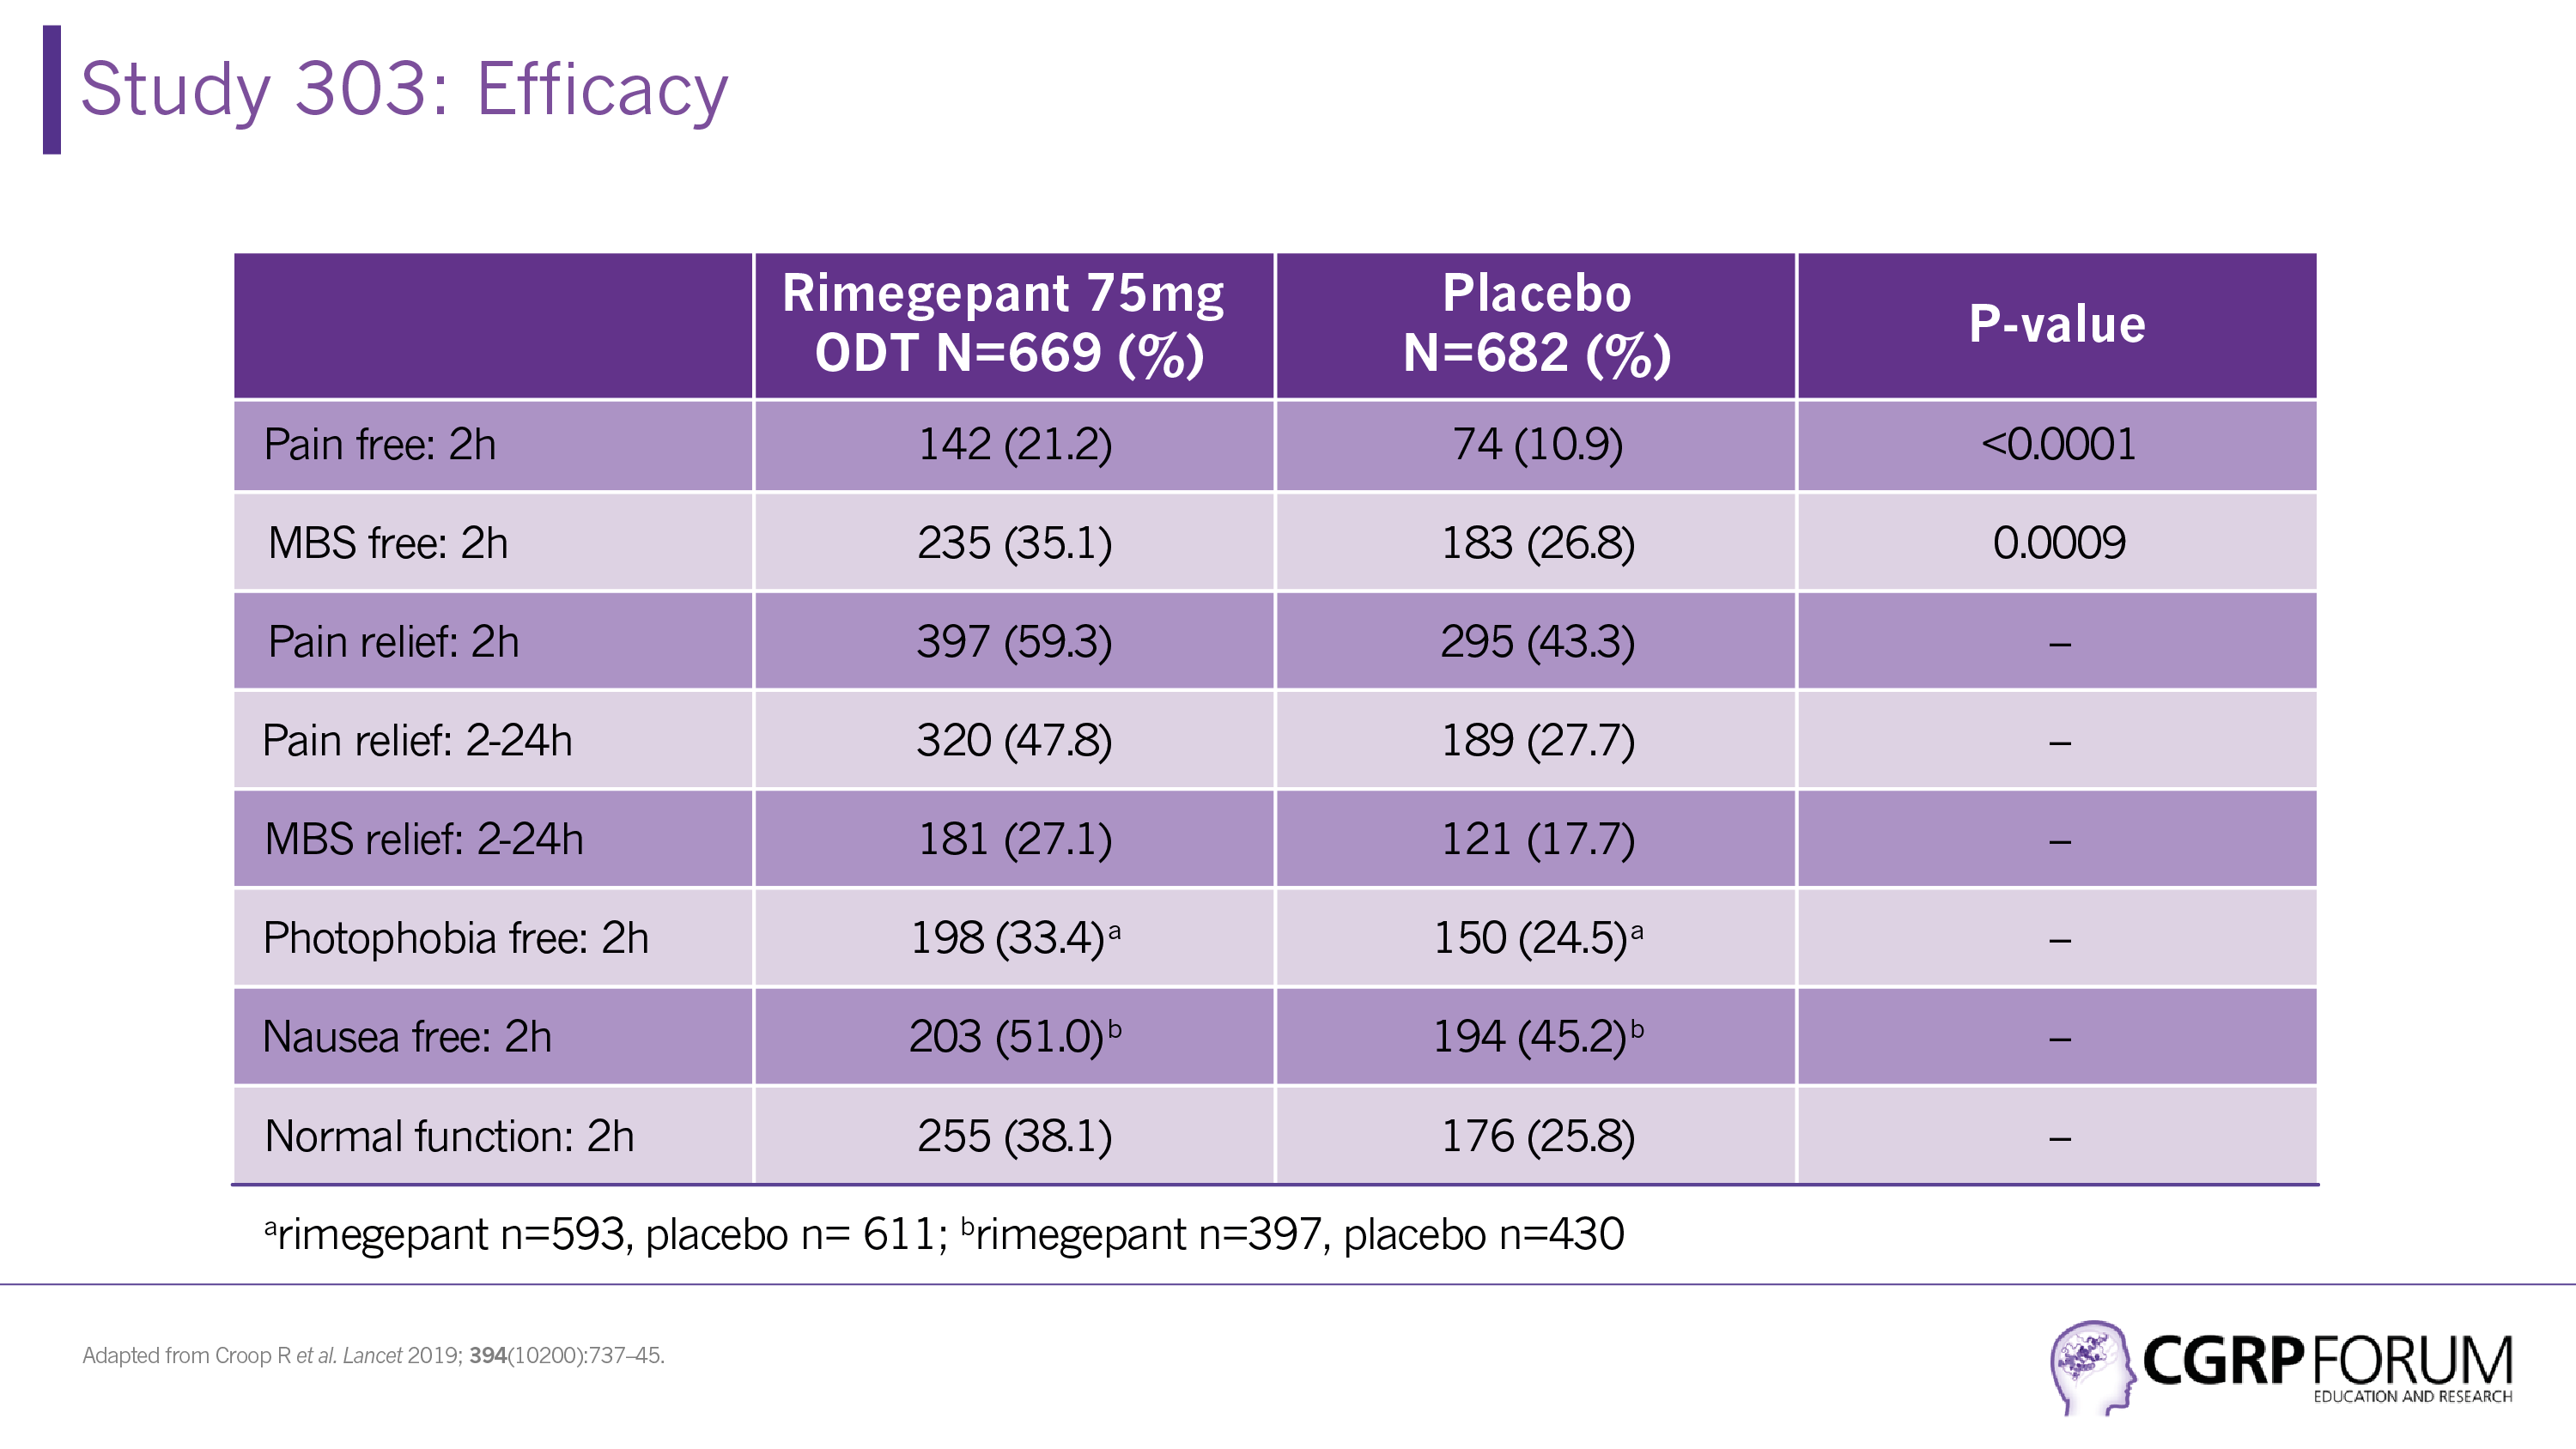 Study 303: Efficacy
Rimegepant 75mg
ODT N=669 (%)
Placebo
N=682 (%)
P-value
Pain free: 2h 142 (21.2) 74 (10.9) <0.0001
MBS free: 2h 235 (35.1) 183 (26.8) 0.0009
Pain relief: 2h 397 (59.3) 295 (43.3) –
Pain relief: 2-24h 320 (47.8) 189 (27.7) –
MBS relief: 2-24h 181 (27.1) 121 (17.7) –
Photophobia free: 2h 198 (33.4)ᵃ 150 (24.5)ᵃ –
Nausea free: 2h 203 (51.0)ᵇ 194 (45.2)ᵇ –
Normal function: 2h 255 (38.1) 176 (25.8) –
ᵃrimegepant n=593, placebo n= 611; ᵇrimegepant n=397, placebo n=430
Adapted from Croop R et al. Lancet 2019; 394(10200):737–45.
CGRP FORUM
EDUCATION AND RESEARCH